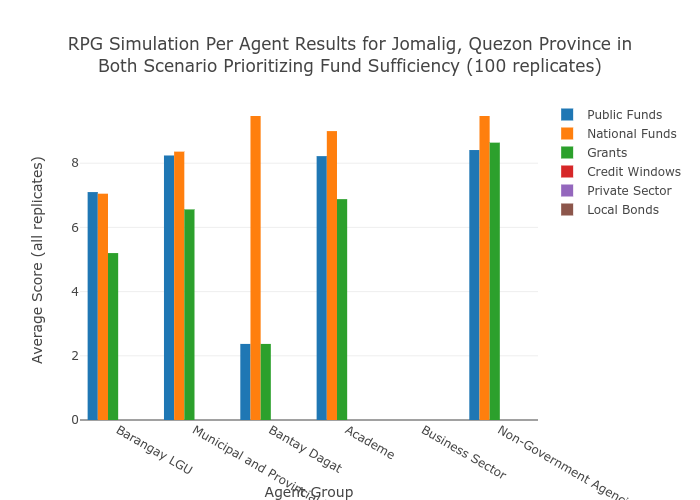 RPG Simulation Per Agent Results for Jomalig, Quezon Province in
Both Scenario Prioritizing Fund Sufficiency (100 replicates)
Public Funds
National Funds
Grants
Credit Windows
Private Sector
Local Bonds
Average Score (all replicates)
8
6
4
2
0
Barangay LGU
Municipal and
Bantay Dagat
Academe
Business Sector
Non-Government
Agent Group